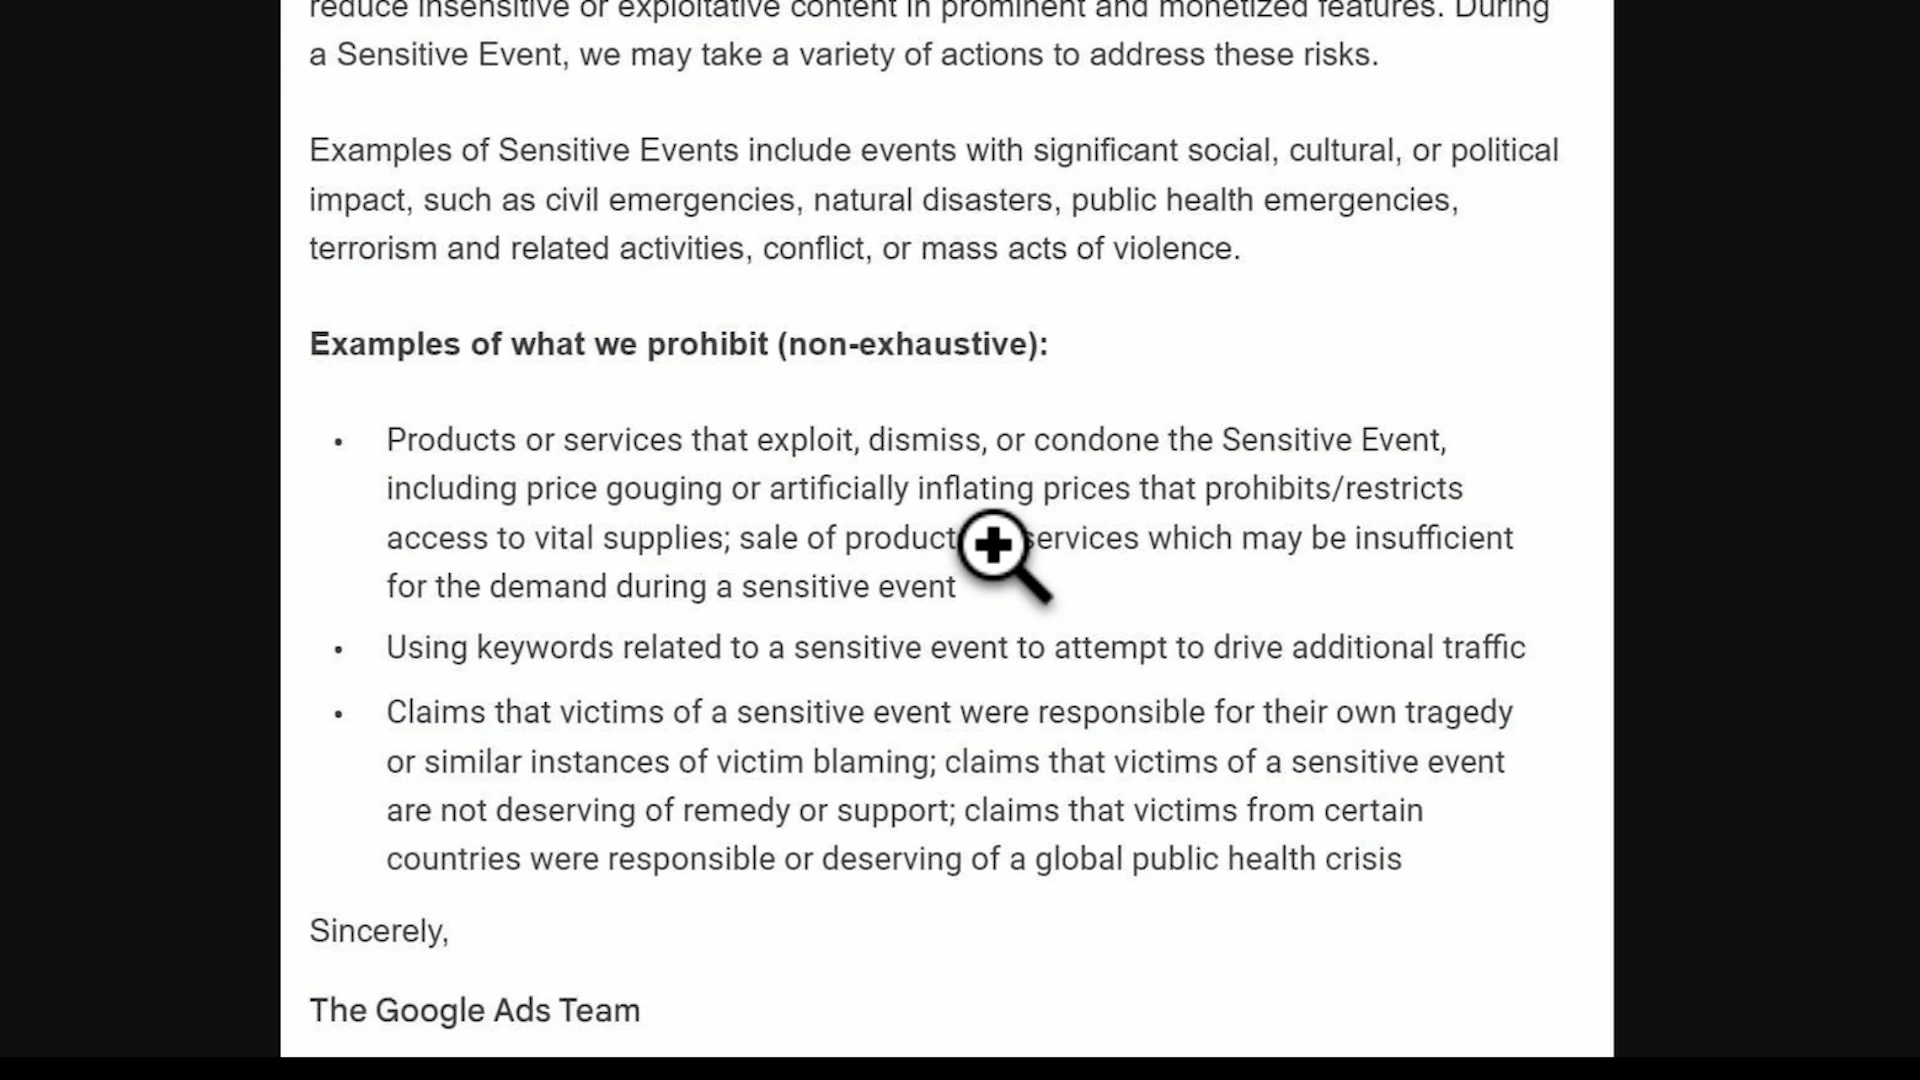 reduce insensitive or exploitative content in prominent and monetized features. During
a Sensitive Event, we may take a variety of actions to address these risks.
Examples of Sensitive Events include events with significant social, cultural, or political
impact, such as civil emergencies, natural disasters, public health emergencies,
terrorism and related activities, conflict, or mass acts of violence.
Examples of what we prohibit (non-exhaustive):
• Products or services that exploit, dismiss, or condone the Sensitive Event,
including price gouging or artificially inflating prices that prohibits/restricts
access to vital supplies; sale of product services which may be insufficient
for the demand during a sensitive event
• Using keywords related to a sensitive event to attempt to drive additional traffic
• Claims that victims of a sensitive event were responsible for their own tragedy
or similar instances of victim blaming; claims that victims of a sensitive event
are not deserving of remedy or support; claims that victims from certain
countries were responsible or deserving of a global public health crisis
Sincerely,
The Google Ads Team